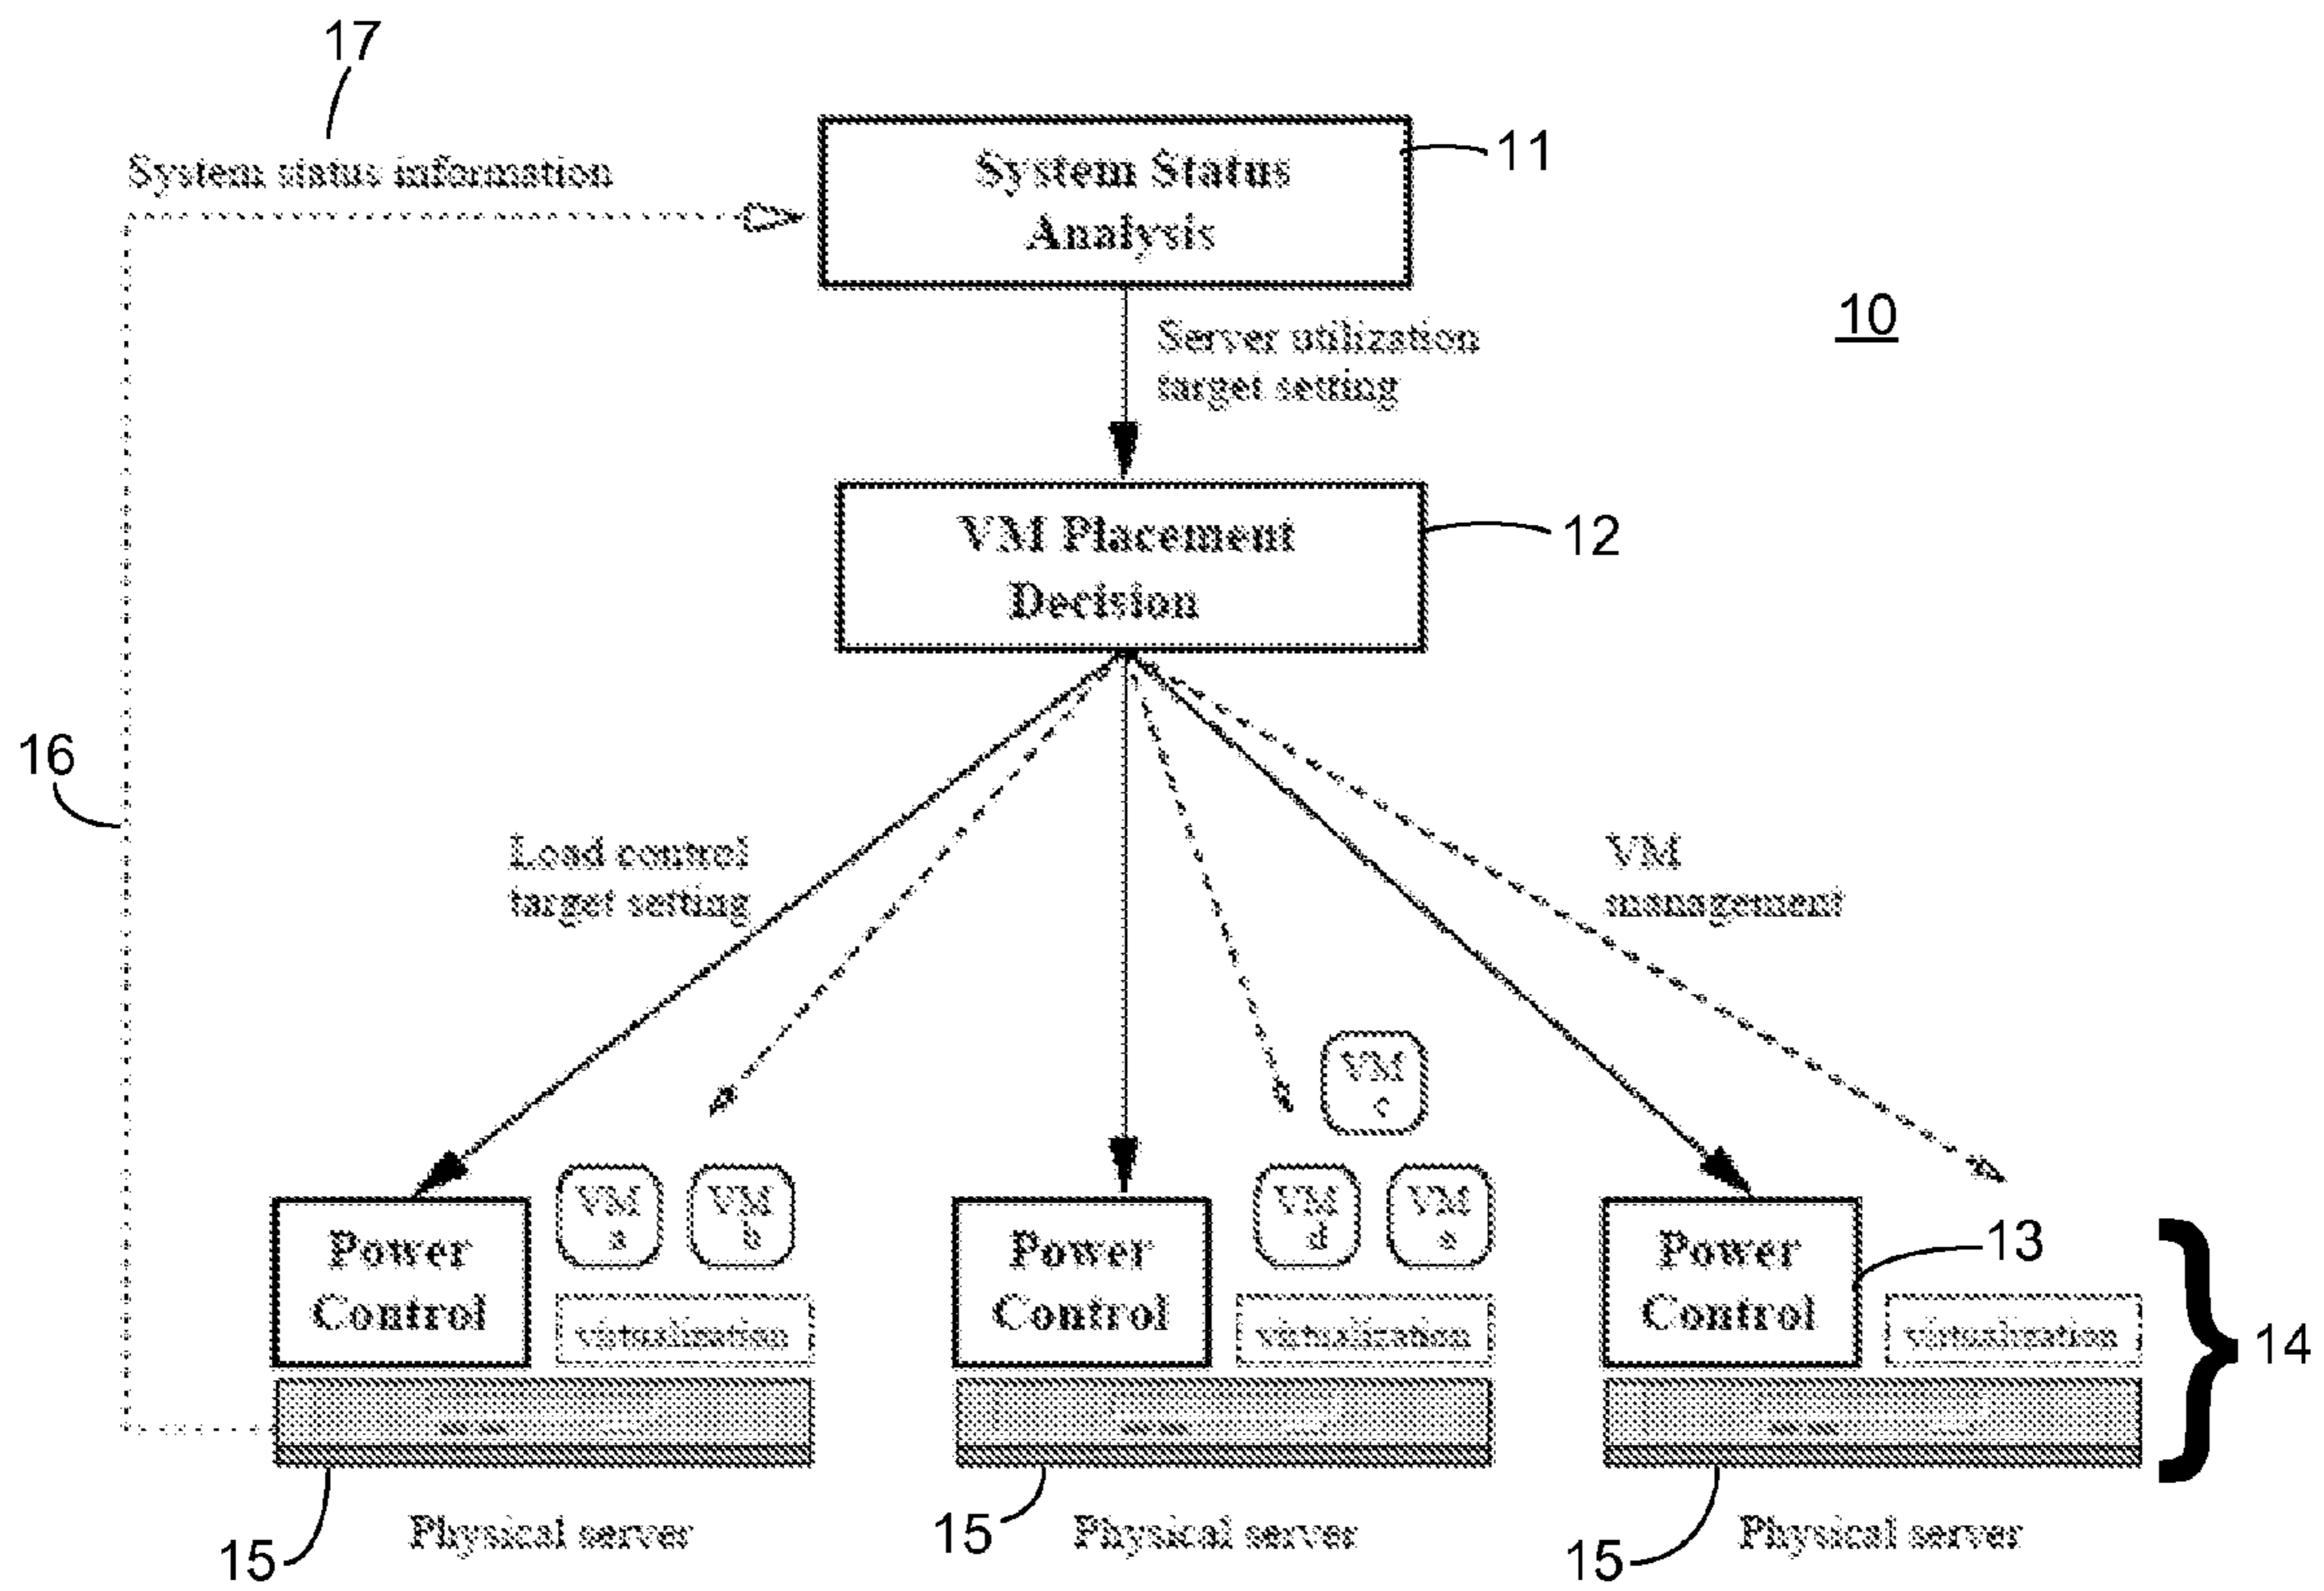 17
System status information
System Status
Analysis
11
10
Server utilization
target setting
VM Placement
Decision
12
16
Load control
target setting
VM
management
VM
c
Power
Control
VM
a
VM
b
virtualization
Power
Control
VM
d
VM
e
virtualization
Power
Control
13
virtualization
14
15
Physical server
15
Physical server
15
Physical server